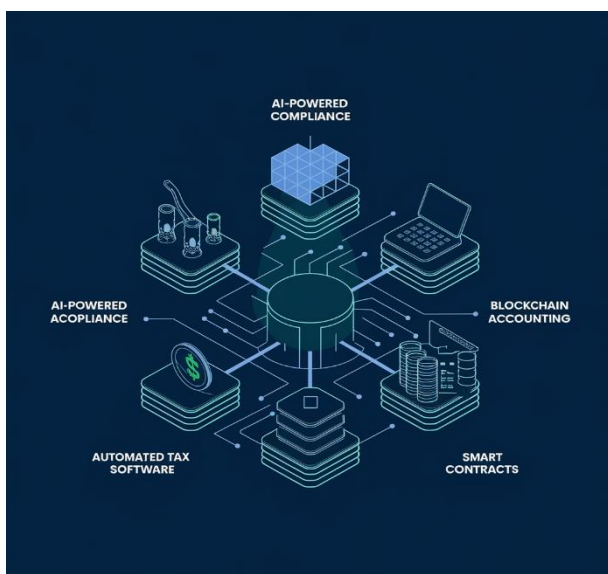 AI-POWERED
COMPLIANCE
AI-POWERED
ACOPLIANCE
BLOCKCHAIN
ACCOUNTING
AUTOMATED TAX
SOFTWARE
SMART
CONTRACTS
$